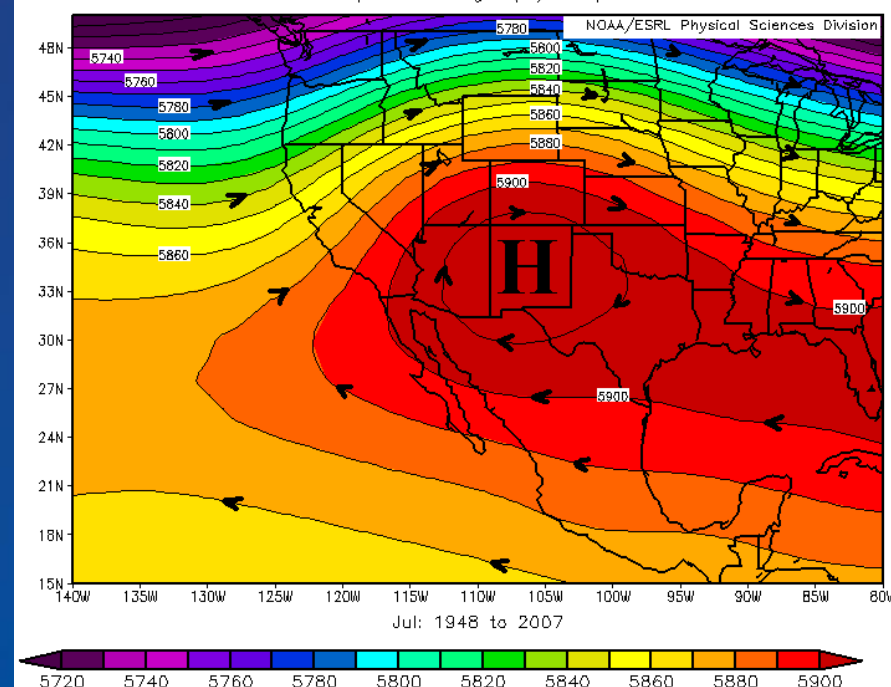 NOAA/ESRL Physical Sciences Division
48N
45N
42N
39N
36N
33N
30N
27N
24N
21N
18N
15N
5780
5740
5600
5760
5820
5840
5780
5860
5800
5880
5820
5900
5840
5860
H
5900
5900
140W 135W 130W 125W 120W 115W 110W 105W 100W 95W 90W 85W 80W
Jul: 1948 to 2007
5720 5740 5760 5780 5800 5820 5840 5860 5880 5900